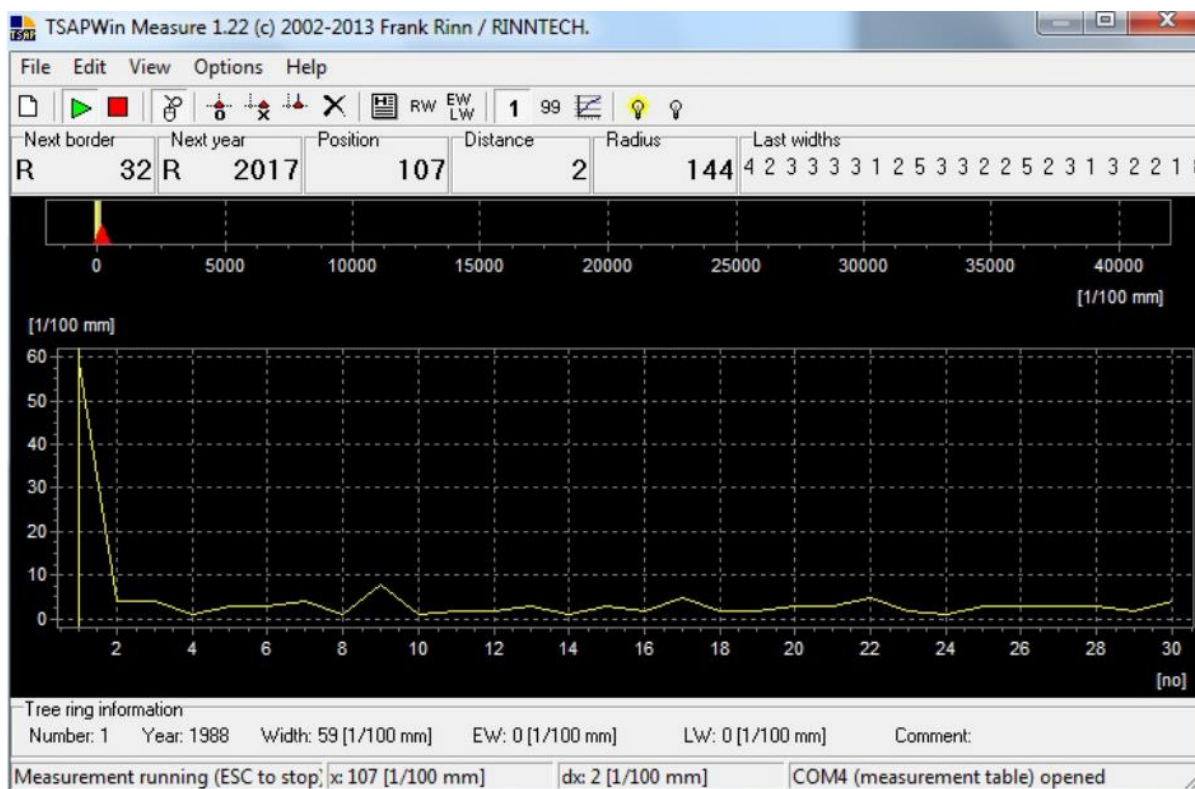 TSAP TSAPWin Measure 1.22 (c) 2002-2013 Frank Rinn / RINNTECH.
File Edit View Options Help
RW EW LW 1 99
Next border Next year Position Distance Radius Last widths
R 32 R 2017 107 2 144 4 2 3 3 3 3 1 2 5 3 3 2 2 5 2 3 1 3 2 2 1
0 5000 10000 15000 20000 25000 30000 35000 40000
[1/100 mm]
[1/100 mm]
60
50
40
30
20
10
0
2 4 6 8 10 12 14 16 18 20 22 24 26 28 30
[no]
Tree ring information
Number: 1 Year: 1988 Width: 59 [1/100 mm] EW: 0 [1/100 mm] LW: 0 [1/100 mm] Comment:
Measurement running (ESC to stop) x: 107 [1/100 mm] dx: 2 [1/100 mm] COM4 (measurement table) opened